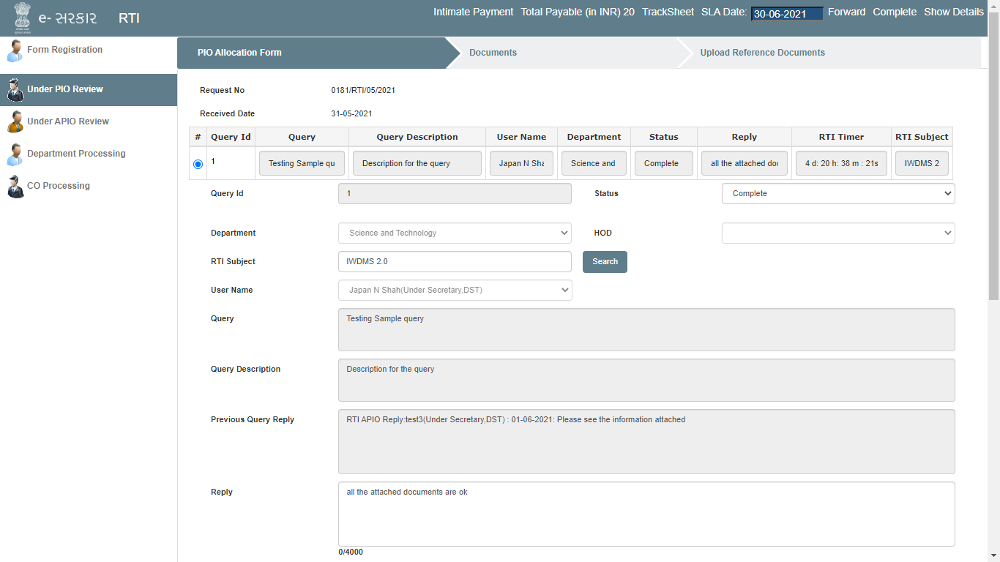 e- સરકાર RTI Intimate Payment Total Payable (in INR) 20 TrackSheet SLA Date: 30-06-2021 Forward Complete Show Details
Form Registration
Under PIO Review
Under APIO Review
Department Processing
CO Processing
PIO Allocation Form Documents Upload Reference Documents
Request No 0181/RTI/05/2021
Received Date 31-05-2021
# Query Id Query Query Description User Name Department Status Reply RTI Timer RTI Subject
1 Testing Sample qu Description for the query Japan N Sha Science and Complete all the attached doc 4 d: 20 h: 38 m : 21s IWDMS 2
Query Id 1 Status Complete
Department Science and Technology HOD
RTI Subject IWDMS 2.0 Search
User Name Japan N Shah(Under Secretary,DST)
Query Testing Sample query
Query Description Description for the query
Previous Query Reply RTI APIO Reply:test3(Under Secretary,DST) : 01-06-2021: Please see the information attached
Reply all the attached documents are ok
0/4000